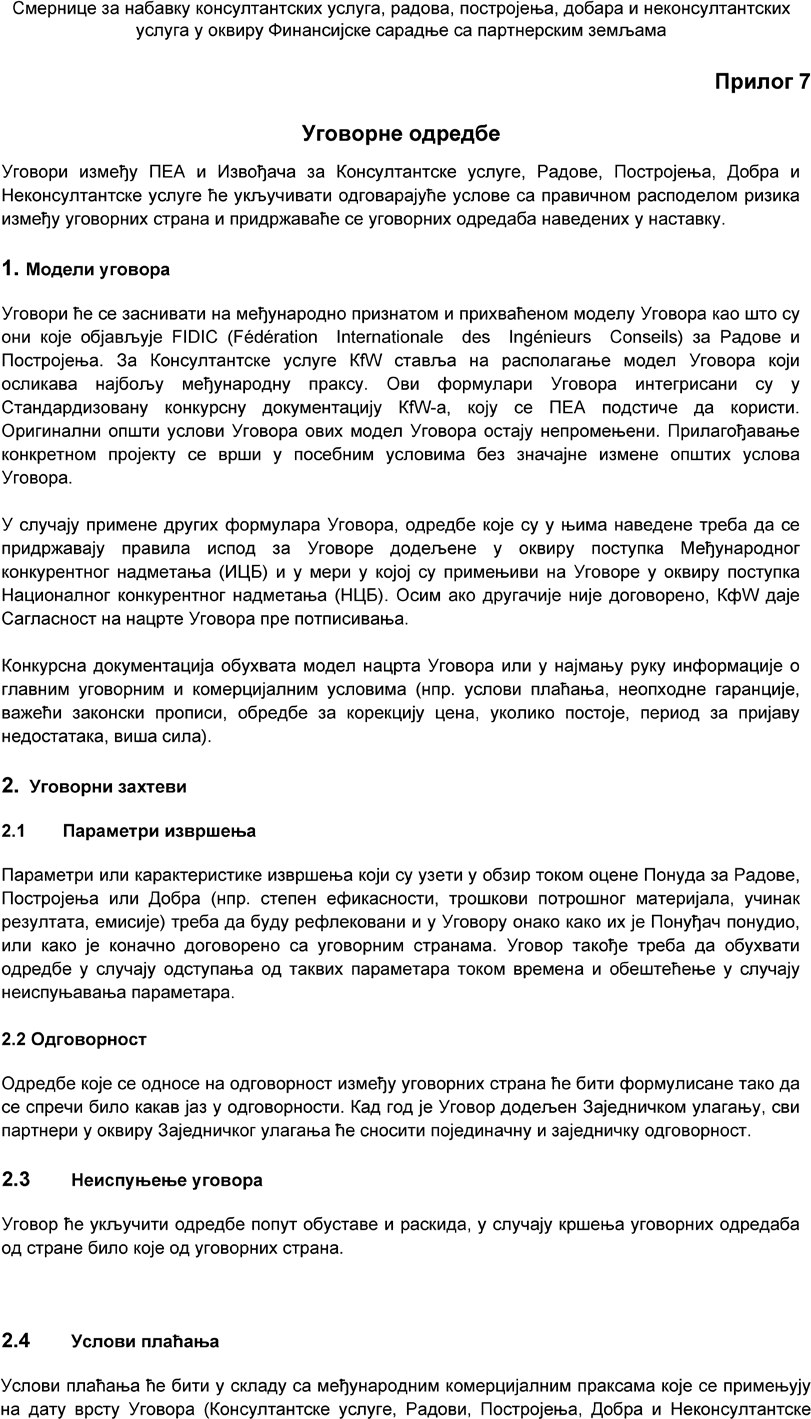 Смернице за набавку консултантских услуга, радова, постројења, добара и неконсултантских
услуга у оквиру Финансијске сарадње са партнерским земљама
Прилог 7
Уговорне одредбе
Уговори између ПЕА и Извођача за Консултантске услуге, Радове, Постројења, Добра и
Неконсултантске услуге ће укључивати одговарајуће услове са правичном расподелом ризика
између уговорних страна и придржаваће се уговорних одредаба наведених у наставку.
1. Модели уговора
Уговори ће се заснивати на међународно признатом и прихваћеном моделу Уговора као што су
они које објављује FIDIC (Fédération Internationale des Ingénieurs Conseils) за Радове и
Постројења. За Консултантске услуге KfW ставља на располагање модел Уговора који
осликава најбољу међународну праксу. Ови формулари Уговора интегрисани су у
Стандардизовану конкурсну документацију KfW-а, коју се ПЕА подстиче да користи.
Оригинални општи услови Уговора ових модел Уговора остају непромењени. Прилагођавање
конкретном пројекту се врши у посебним условима без значајне измене општих услова
Уговора.
У случају примене других формулара Уговора, одредбе које су у њима наведене треба да се
придржавају правила испод за Уговоре додељене у оквиру поступка Међународног
конкурентног надметања (ИЦБ) и у мери у којој су примењиви на Уговоре у оквиру поступка
Националног конкурентног надметања (НЦБ). Осим ако другачије није договорено, КфW даје
Сагласност на нацрте Уговора пре потписивања.
Конкурсна документација обухвата модел нацрта Уговора или у најмању руку информације о
главним уговорним и комерцијалним условима (нпр. услови плаћања, неопходне гаранције,
важећи законски прописи, обредбе за корекцију цена, уколико постоје, период за пријаву
недостатака, виша сила).
2. Уговорни захтеви
2.1 Параметри извршења
Параметри или карактеристике извршења који су узети у обзир током оцене Понуда за Радове,
Постројења или Добра (нпр. степен ефикасности, трошкови потрошног материјала, учинак
резултата, емисије) треба да буду рефлековани и у Уговору онако како их је Понуђач понудио,
или како је коначно договорено са уговорним странама. Уговор такође треба да обухвати
одредбе у случају одступања од таквих параметара током времена и обештећење у случају
неиспуњавања параметара.
2.2 Одговорност
Одредбе које се односе на одговорност између уговорних страна ће бити формулисане тако да
се спречи било какав јаз у одговорности. Кад год је Уговор додељен Заједничком улагању, сви
партнери у оквиру Заједничког улагања ће сносити појединачну и заједничку одговорност.
2.3 Неиспуњење уговора
Уговор ће укључити одредбе попут обуставе и раскида, у случају кршења уговорних одредаба
од стране било које од уговорних страна.
2.4 Услови плаћања
Услови плаћања ће бити у складу са међународним комерцијалним праксама које се примењују
на дату врсту Уговора (Консултантске услуге, Радови, Постројења, Добра и Неконсултантске